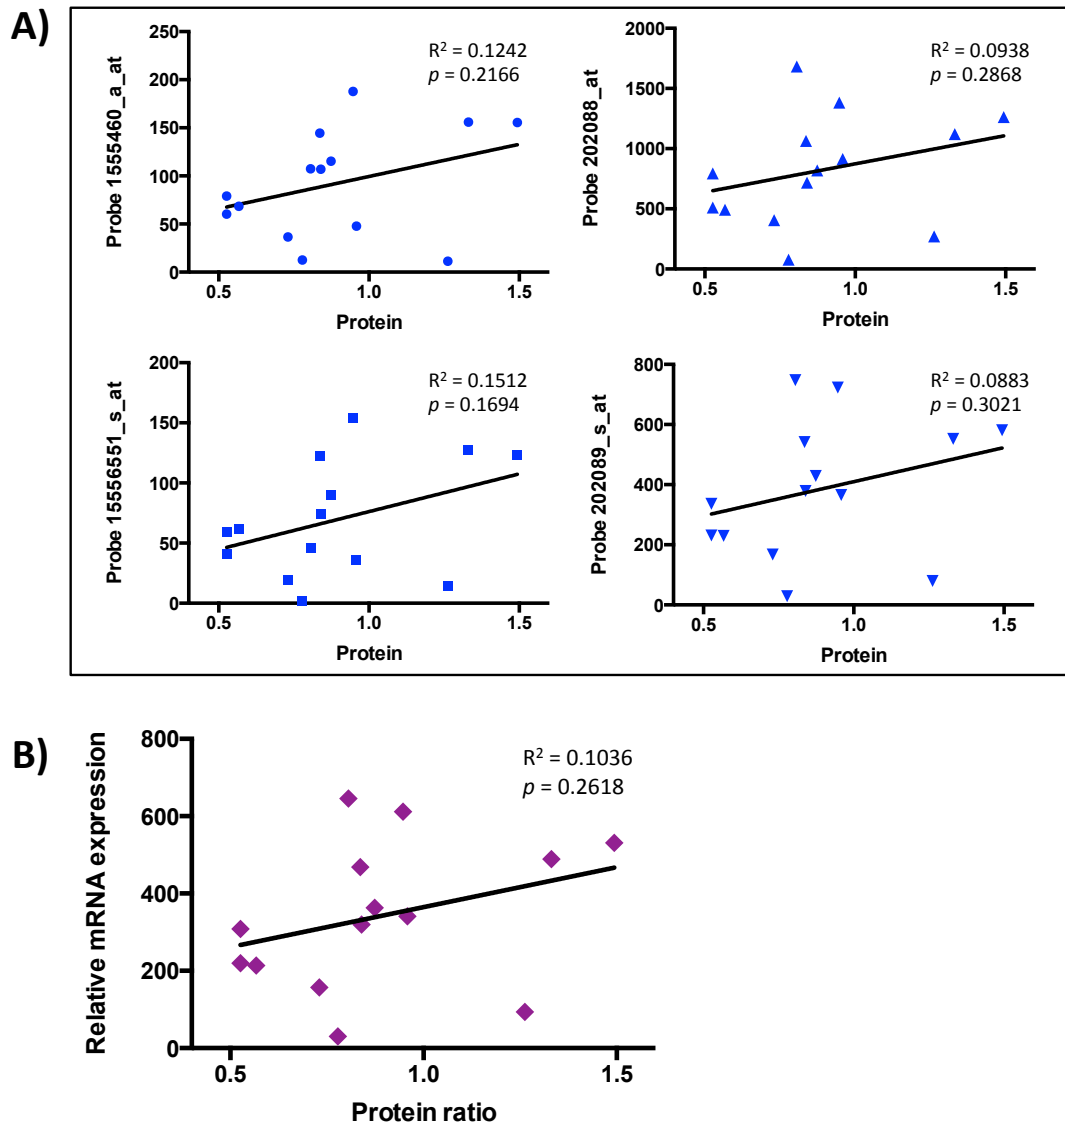 A)
250
200
150
100
50
0
Probe 1555460_a_at
R² = 0.1242
p = 0.2166
0.5 1.0 1.5
Protein
2000
1500
1000
500
0
Probe 202088_at
R² = 0.0938
p = 0.2868
0.5 1.0 1.5
Protein
200
150
100
50
0
Probe 15556551_s_at
R² = 0.1512
p = 0.1694
0.5 1.0 1.5
Protein
800
600
400
200
0
Probe 202089_s_at
R² = 0.0883
p = 0.3021
0.5 1.0 1.5
Protein
B)
800
600
400
200
0
Relative mRNA expression
R² = 0.1036
p = 0.2618
0.5 1.0 1.5
Protein ratio